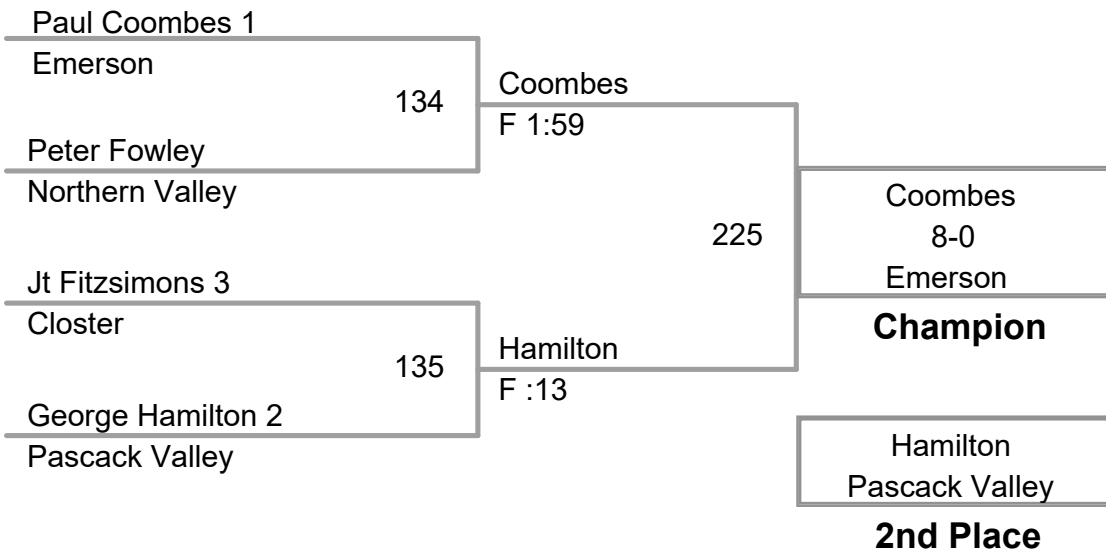 Paul Coombes 1
Emerson
134
Peter Fowley
Northern Valley
Jt Fitzsimons 3
Closter
135
George Hamilton 2
Pascack Valley
Coombes
F 1:59
225
Hamilton
F :13
Coombes
8-0
Emerson
Champion
Hamilton
Pascack Valley
2nd Place